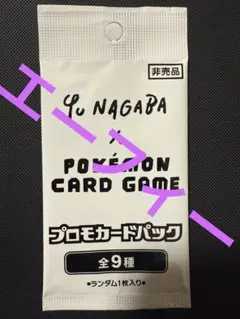 非売品
Yu NAGABA
×
POKÉMON
CARD GAME
プロモカードパック
全9種
•ランダム1枚入り•
エーフィー